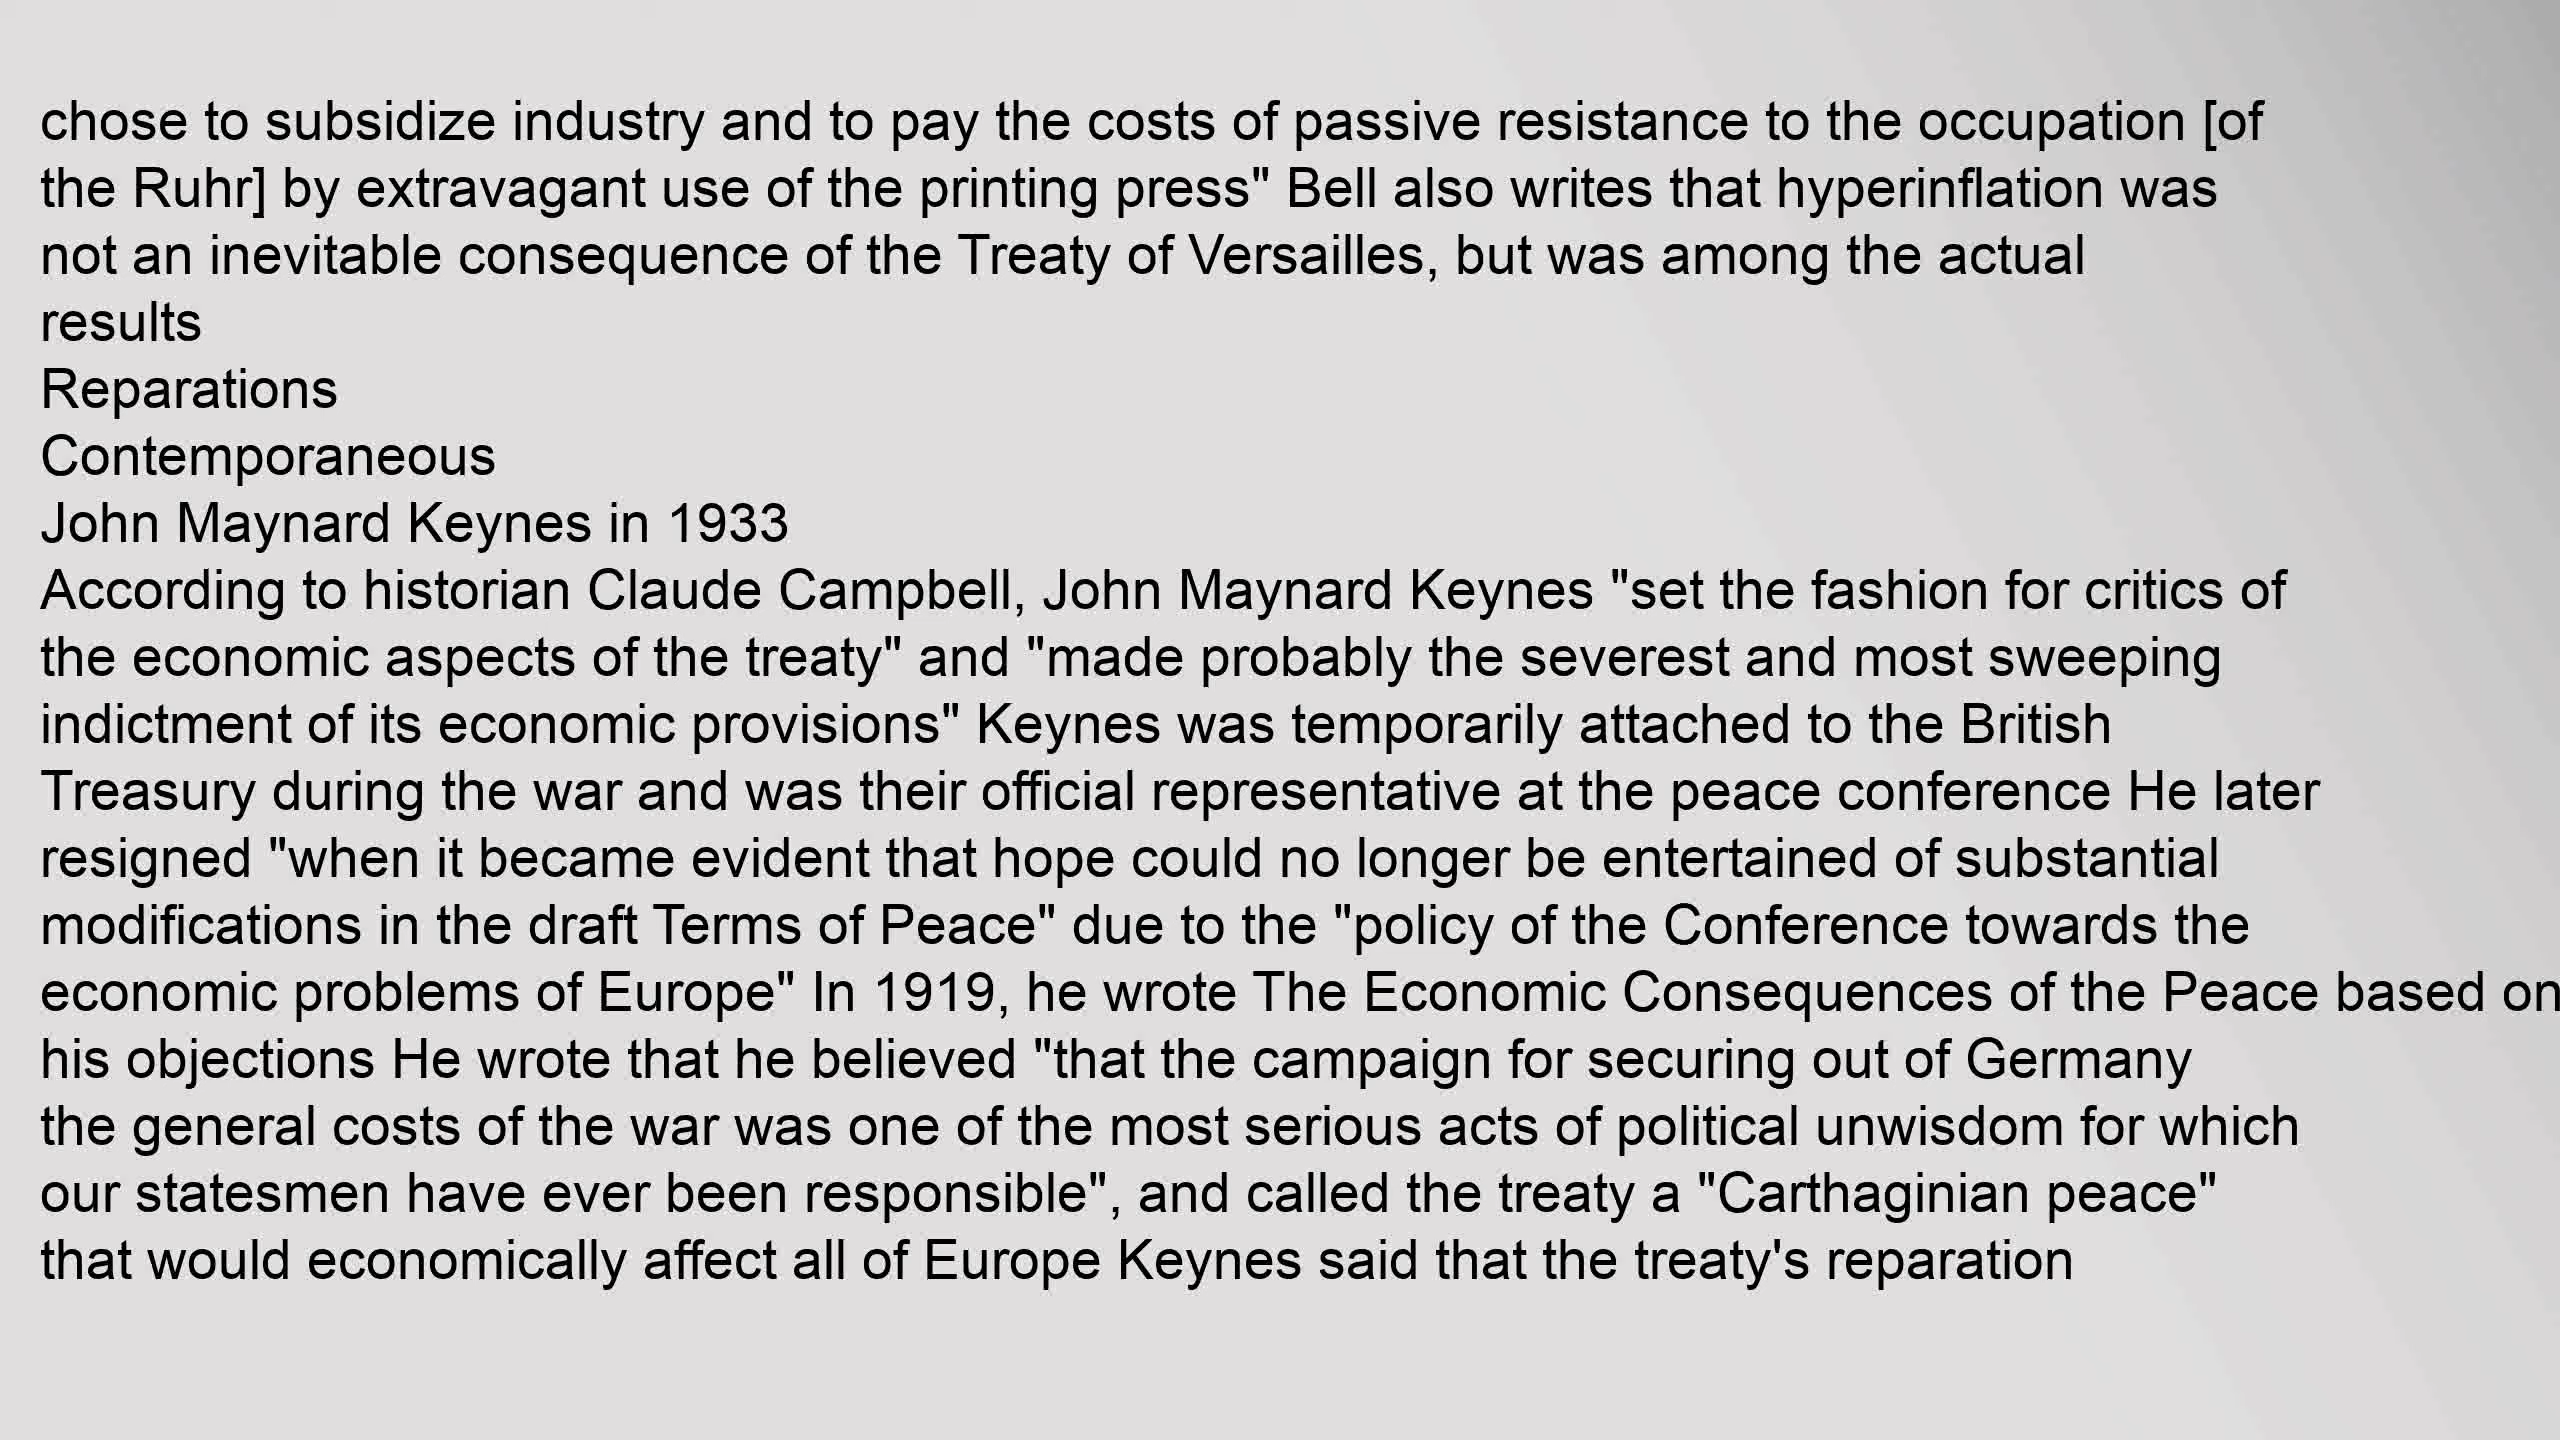 chose to subsidize industry and to pay the costs of passive resistance to the occupation [of
the Ruhr] by extravagant use of the printing press" Bell also writes that hyperinflation was
not an inevitable consequence of the Treaty of Versailles, but was among the actual
results
Reparations
Contemporaneous
John Maynard Keynes in 1933
According to historian Claude Campbell, John Maynard Keynes "set the fashion for critics of
the economic aspects of the treaty" and "made probably the severest and most sweeping
indictment of its economic provisions" Keynes was temporarily attached to the British
Treasury during the war and was their official representative at the peace conference He later
resigned "when it became evident that hope could no longer be entertained of substantial
modifications in the draft Terms of Peace" due to the "policy of the Conference towards the
economic problems of Europe" In 1919, he wrote The Economic Consequences of the Peace based on
his objections He wrote that he believed "that the campaign for securing out of Germany
the general costs of the war was one of the most serious acts of political unwisdom for which
our statesmen have ever been responsible", and called the treaty a "Carthaginian peace"
that would economically affect all of Europe Keynes said that the treaty's reparation